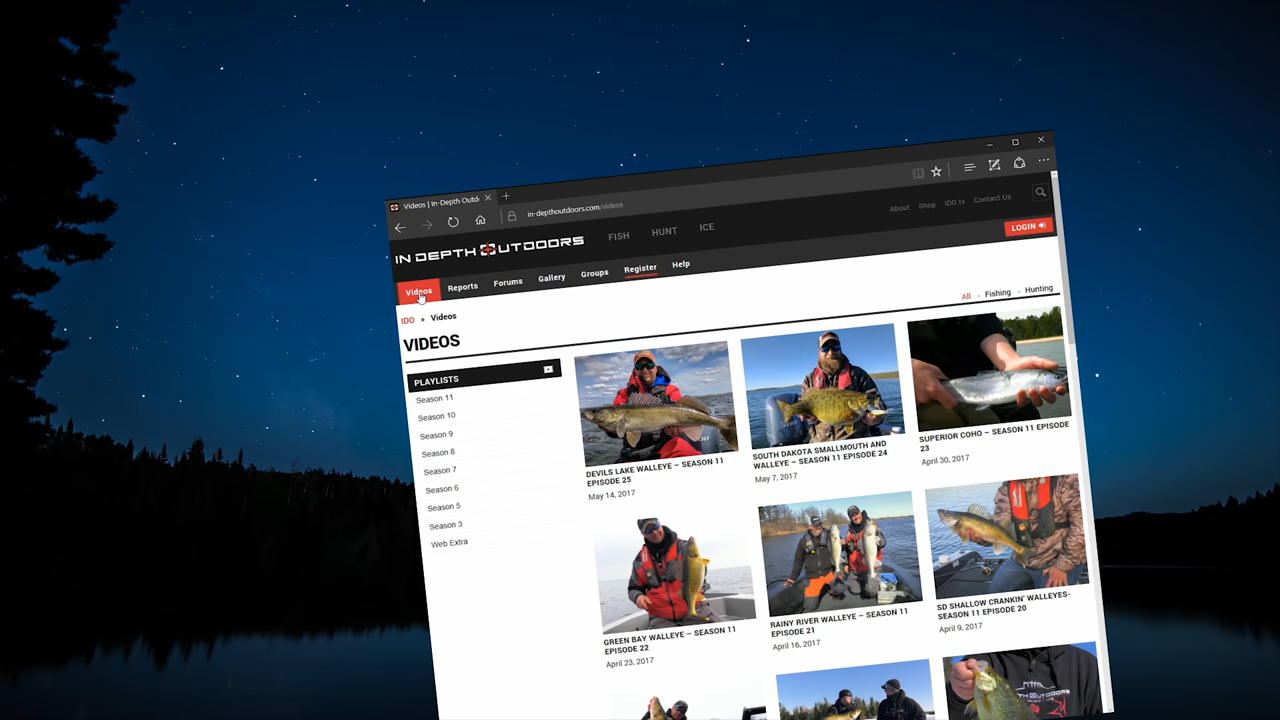 Videos | In-Depth Outd
in-depthoutdoors.com/videos
IN DEPTH OUTDOORS
FISH HUNT ICE
About Shop IDO.tv Contact Us
LOGIN
Videos Reports Forums Gallery Groups Register Help
IDO » Videos
All - Fishing - Hunting
VIDEOS
PLAYLISTS
Season 11
Season 10
Season 9
Season 8
Season 7
Season 6
Season 5
Season 3
Web Extra
DEVILS LAKE WALLEYE – SEASON 11
EPISODE 25
May 14, 2017
SOUTH DAKOTA SMALLMOUTH AND
WALLEYE – SEASON 11 EPISODE 24
May 7, 2017
SUPERIOR COHO – SEASON 11 EPISODE
23
April 30, 2017
GREEN BAY WALLEYE – SEASON 11
EPISODE 22
April 23, 2017
RAINY RIVER WALLEYE – SEASON 11
EPISODE 21
April 16, 2017
SD SHALLOW CRANKIN' WALLEYES-
SEASON 11 EPISODE 20
April 9, 2017